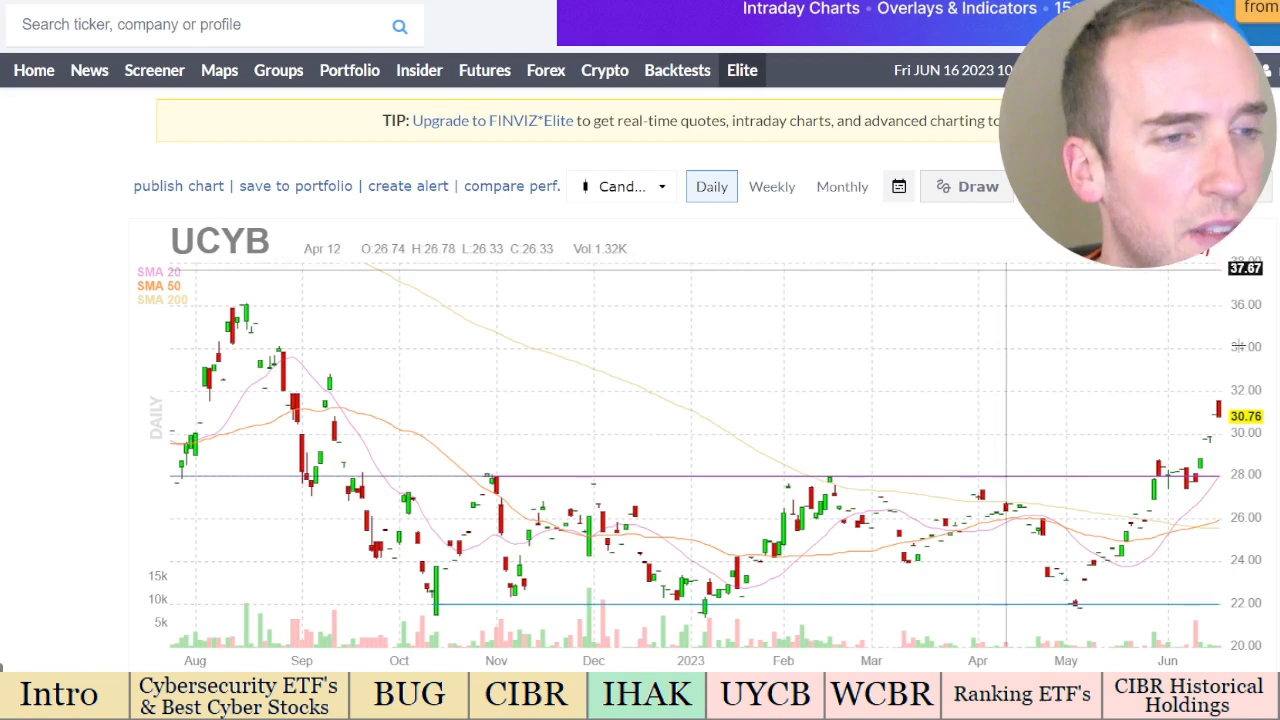 Intraday Charts • Overlays & Indicators • 15
from
Search ticker, company or profile
Home News Screener Maps Groups Portfolio Insider Futures Forex Crypto Backtests Elite
Fri JUN 16 2023 10
TIP: Upgrade to FINVIZ*Elite to get real-time quotes, intraday charts, and advanced charting to
publish chart | save to portfolio | create alert | compare perf.
Cand... Daily Weekly Monthly Draw
UCYB Apr 12 O:26.74 H:26.78 L:26.33 C:26.33 Vol:1.32K
SMA 20
SMA 50
SMA 200
DAILY
38.00
37.67
36.00
34.00
32.00
30.76
30.00
28.00
26.00
24.00
22.00
20.00
15k
10k
5k
Aug Sep Oct Nov Dec 2023 Feb Mar Apr May Jun
Intro
Cybersecurity ETF's
& Best Cyber Stocks
BUG
CIBR
IHAK
UYCB
WCBR
Ranking ETF's
CIBR Historical
Holdings